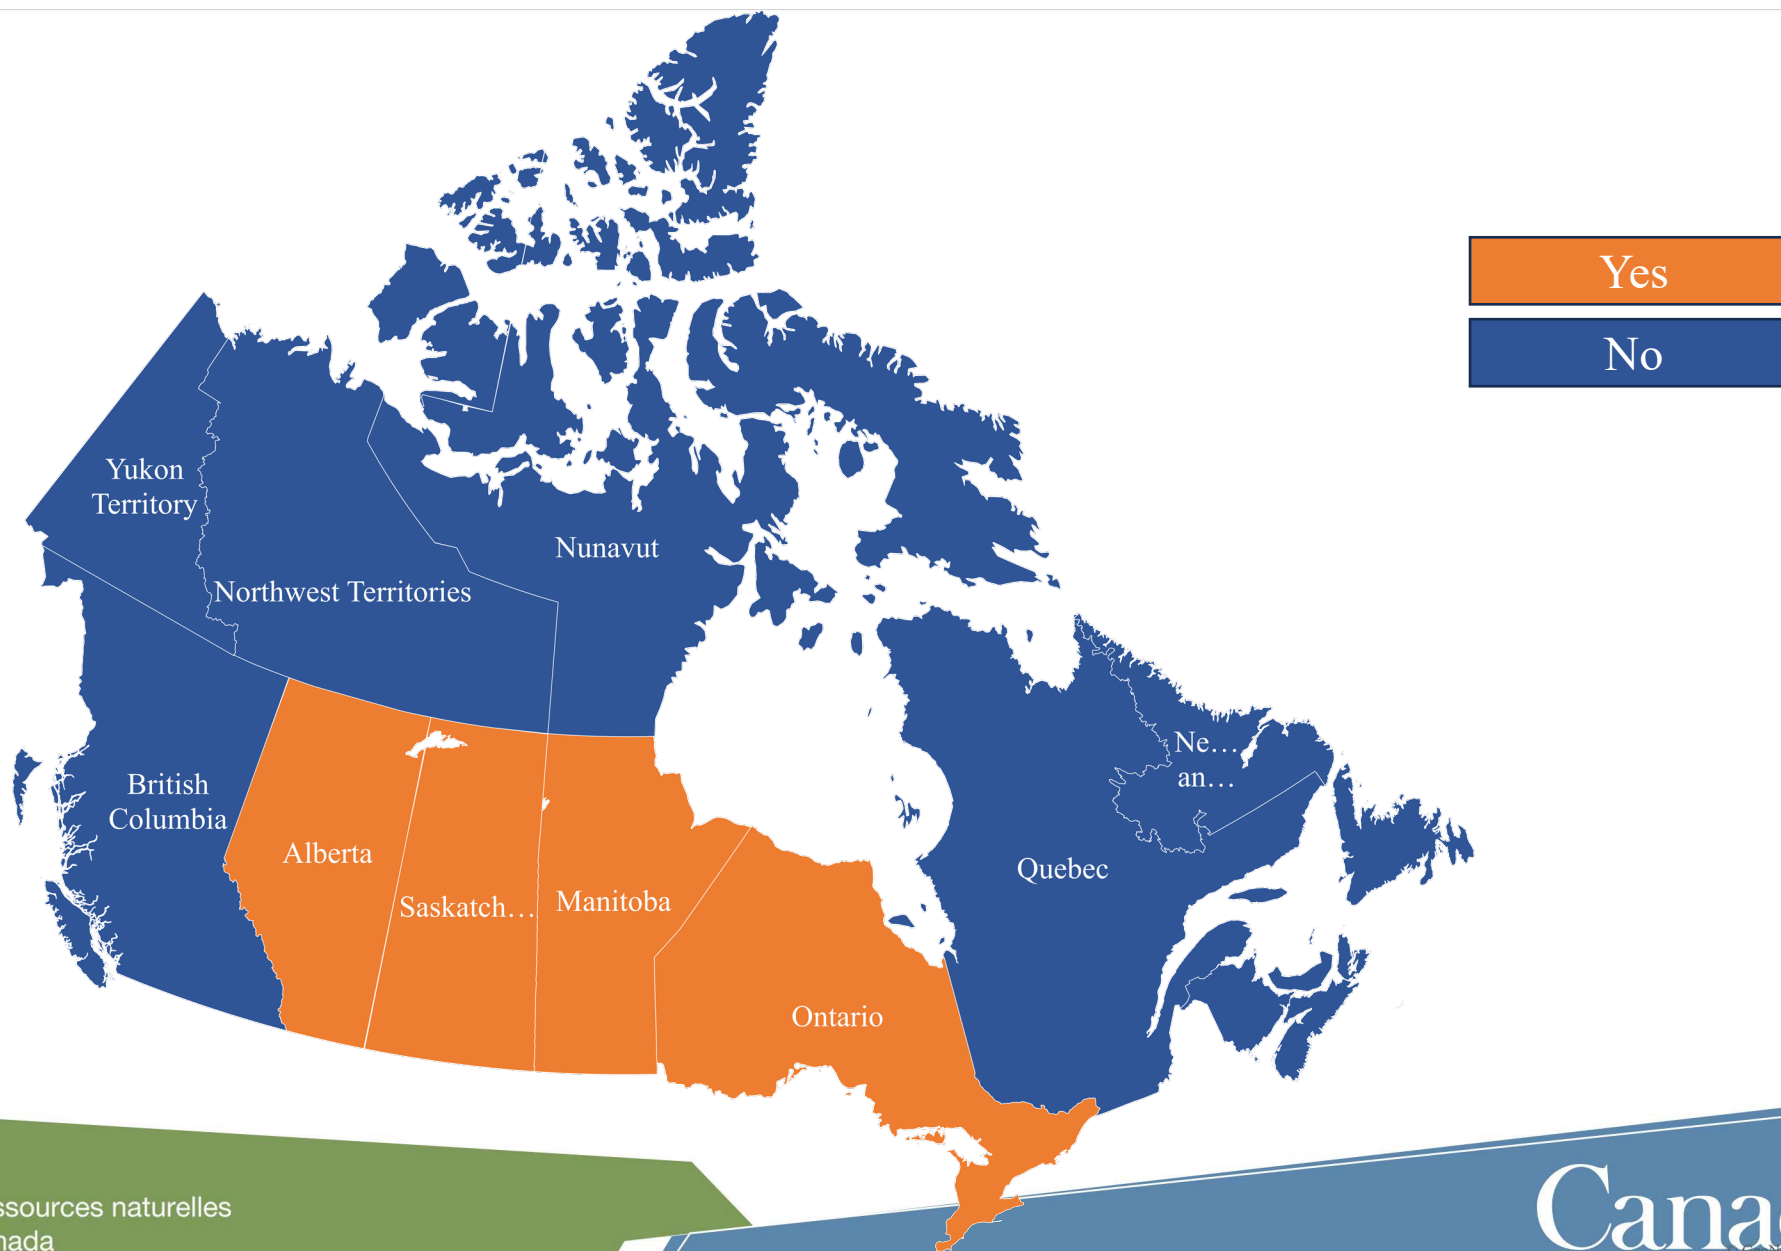 Yes
No
Yukon
Territory
Nunavut
Northwest Territories
Ne…
an…
British
Columbia
Alberta
Quebec
Saskatch…
Manitoba
Ontario
ssources naturelles
nada
Cana